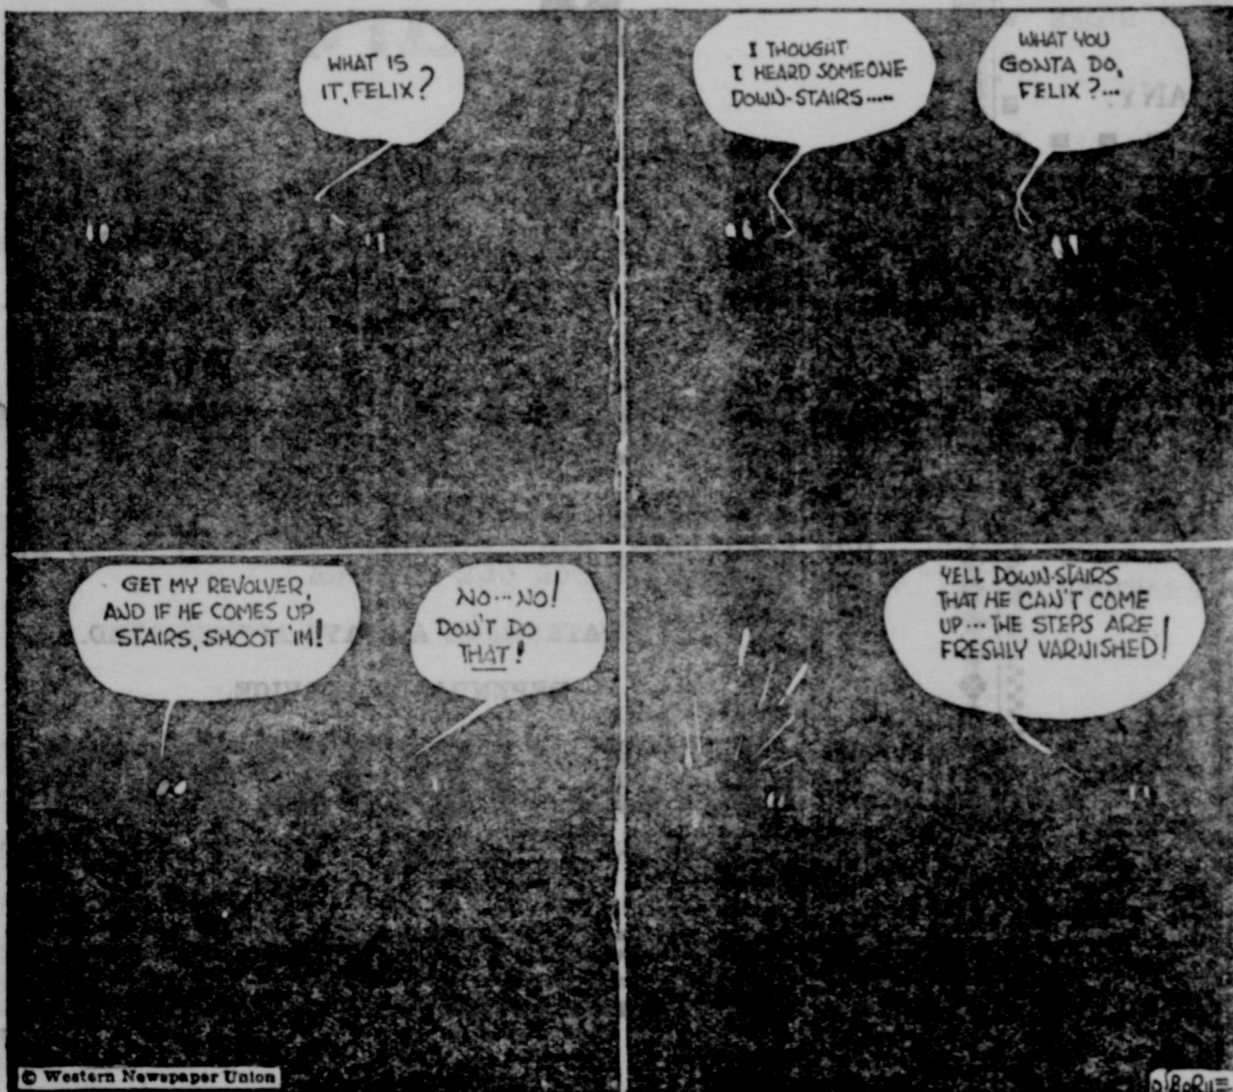 WHAT IS
IT, FELIX?
I THOUGHT
I HEARD SOMEONE
DOWN-STAIRS.....
WHAT YOU
GONTA DO,
FELIX?...
GET MY REVOLVER,
AND IF HE COMES UP
STAIRS, SHOOT 'IM!
NO...NO!
DON'T DO
THAT!
YELL DOWN-STAIRS
THAT HE CAN'T COME
UP...THE STEPS ARE
FRESHLY VARNISHED!
© Western Newspaper Union